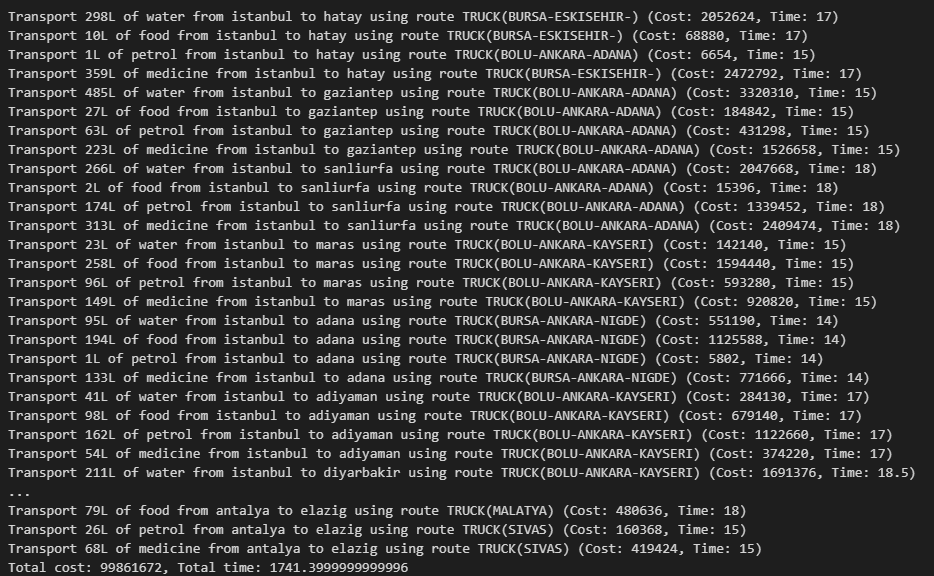 Transport 298L of water from istanbul to hatay using route TRUCK(BURSA-ESKISEHIR-) (Cost: 2052624, Time: 17)
Transport 10L of food from istanbul to hatay using route TRUCK(BURSA-ESKISEHIR-) (Cost: 68880, Time: 17)
Transport 1L of petrol from istanbul to hatay using route TRUCK(BOLU-ANKARA-ADANA) (Cost: 6654, Time: 15)
Transport 359L of medicine from istanbul to hatay using route TRUCK(BURSA-ESKISEHIR-) (Cost: 2472792, Time: 17)
Transport 485L of water from istanbul to gaziantep using route TRUCK(BOLU-ANKARA-ADANA) (Cost: 3320310, Time: 15)
Transport 27L of food from istanbul to gaziantep using route TRUCK(BOLU-ANKARA-ADANA) (Cost: 184842, Time: 15)
Transport 63L of petrol from istanbul to gaziantep using route TRUCK(BOLU-ANKARA-ADANA) (Cost: 431298, Time: 15)
Transport 223L of medicine from istanbul to gaziantep using route TRUCK(BOLU-ANKARA-ADANA) (Cost: 1526658, Time: 15)
Transport 266L of water from istanbul to sanliurfa using route TRUCK(BOLU-ANKARA-ADANA) (Cost: 2047668, Time: 18)
Transport 2L of food from istanbul to sanliurfa using route TRUCK(BOLU-ANKARA-ADANA) (Cost: 15396, Time: 18)
Transport 174L of petrol from istanbul to sanliurfa using route TRUCK(BOLU-ANKARA-ADANA) (Cost: 1339452, Time: 18)
Transport 313L of medicine from istanbul to sanliurfa using route TRUCK(BOLU-ANKARA-ADANA) (Cost: 2409474, Time: 18)
Transport 23L of water from istanbul to maras using route TRUCK(BOLU-ANKARA-KAYSERI) (Cost: 142140, Time: 15)
Transport 258L of food from istanbul to maras using route TRUCK(BOLU-ANKARA-KAYSERI) (Cost: 1594440, Time: 15)
Transport 96L of petrol from istanbul to maras using route TRUCK(BOLU-ANKARA-KAYSERI) (Cost: 593280, Time: 15)
Transport 149L of medicine from istanbul to maras using route TRUCK(BOLU-ANKARA-KAYSERI) (Cost: 920820, Time: 15)
Transport 95L of water from istanbul to adana using route TRUCK(BURSA-ANKARA-NIGDE) (Cost: 551190, Time: 14)
Transport 194L of food from istanbul to adana using route TRUCK(BURSA-ANKARA-NIGDE) (Cost: 1125588, Time: 14)
Transport 1L of petrol from istanbul to adana using route TRUCK(BURSA-ANKARA-NIGDE) (Cost: 5802, Time: 14)
Transport 133L of medicine from istanbul to adana using route TRUCK(BURSA-ANKARA-NIGDE) (Cost: 771666, Time: 14)
Transport 41L of water from istanbul to adiyaman using route TRUCK(BOLU-ANKARA-KAYSERI) (Cost: 284130, Time: 17)
Transport 98L of food from istanbul to adiyaman using route TRUCK(BOLU-ANKARA-KAYSERI) (Cost: 679140, Time: 17)
Transport 162L of petrol from istanbul to adiyaman using route TRUCK(BOLU-ANKARA-KAYSERI) (Cost: 1122660, Time: 17)
Transport 54L of medicine from istanbul to adiyaman using route TRUCK(BOLU-ANKARA-KAYSERI) (Cost: 374220, Time: 17)
Transport 211L of water from istanbul to diyarbakir using route TRUCK(BOLU-ANKARA-KAYSERI) (Cost: 1691376, Time: 18.5)
...
Transport 79L of food from antalya to elazig using route TRUCK(MALATYA) (Cost: 480636, Time: 18)
Transport 26L of petrol from antalya to elazig using route TRUCK(SIVAS) (Cost: 160368, Time: 15)
Transport 68L of medicine from antalya to elazig using route TRUCK(SIVAS) (Cost: 419424, Time: 15)
Total cost: 99861672, Total time: 1741.3999999999996